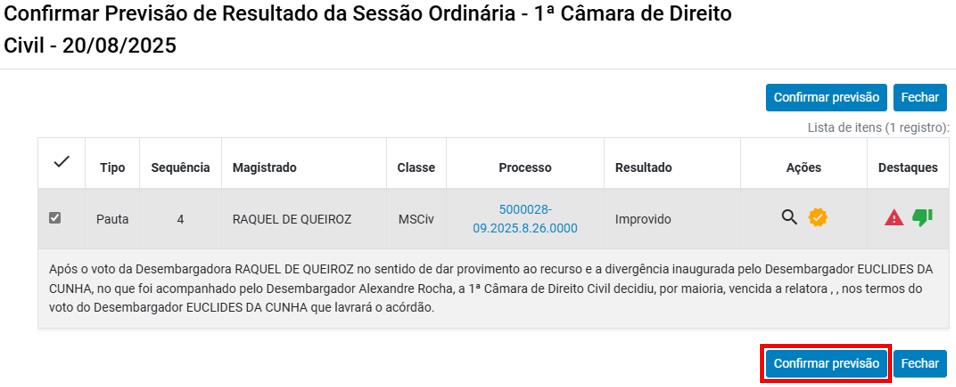 Confirmar Previsão de Resultado da Sessão Ordinária - 1ª Câmara de Direito
Civil - 20/08/2025
Confirmar previsão Fechar
Lista de itens (1 registro):
Tipo Sequência Magistrado Classe Processo Resultado Ações Destaques
Pauta 4 RAQUEL DE QUEIROZ MSCiv 5000028-
09.2025.8.26.0000 Improvido
Após o voto da Desembargadora RAQUEL DE QUEIROZ no sentido de dar provimento ao recurso e a divergência inaugurada pelo Desembargador EUCLIDES DA
CUNHA, no que foi acompanhado pelo Desembargador Alexandre Rocha, a 1ª Câmara de Direito Civil decidiu, por maioria, vencida a relatora , , nos termos do
voto do Desembargador EUCLIDES DA CUNHA que lavrará o acórdão.
Confirmar previsão Fechar